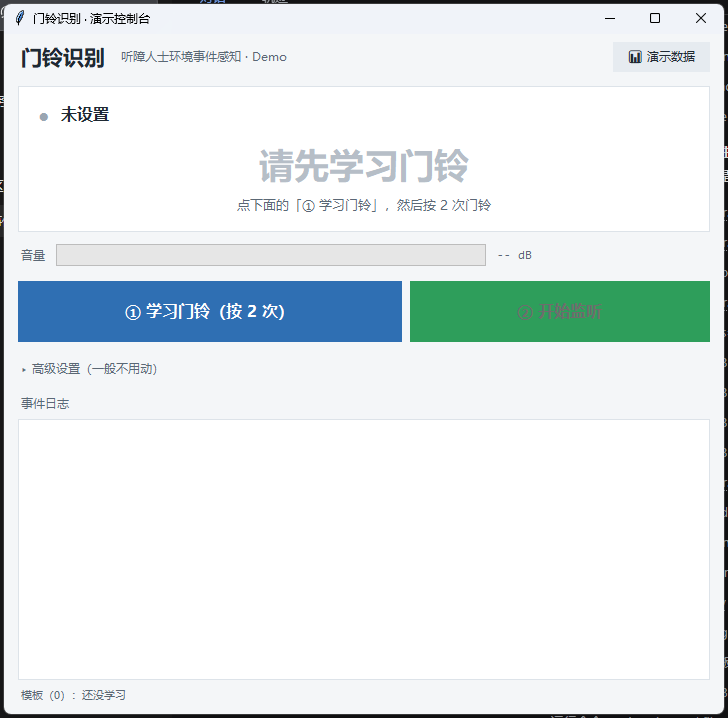 门铃识别 · 演示控制台
门铃识别 听障人士环境事件感知 · Demo
演示数据
未设置
请先学习门铃
点下面的「① 学习门铃」，然后按 2 次门铃
音量 -- dB
① 学习门铃（按 2 次）
② 开始监听
▸ 高级设置（一般不用动）
事件日志
模板（0）：还没学习